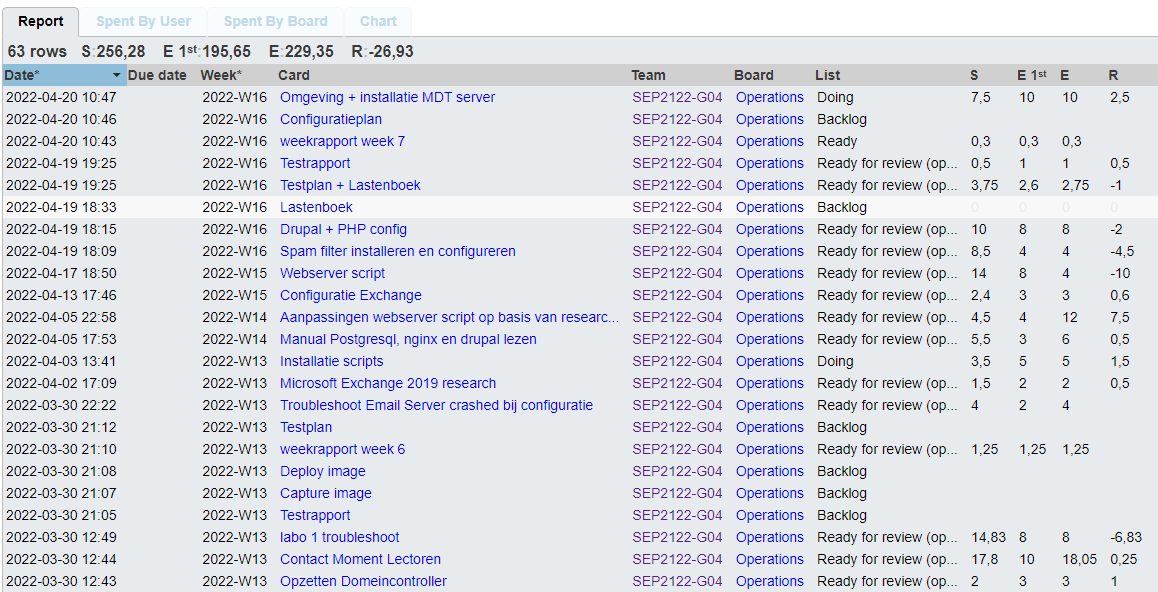 Report Spent By User Spent By Board Chart
63 rows S:256,28 E 1st:195,65 E:229,35 R:-26,93
Date* Due date Week* Card Team Board List S E 1st E R
2022-04-20 10:47 2022-W16 Omgeving + installatie MDT server SEP2122-G04 Operations Doing 7,5 10 10 2,5
2022-04-20 10:46 2022-W16 Configuratieplan SEP2122-G04 Operations Backlog
2022-04-20 10:43 2022-W16 weekrapport week 7 SEP2122-G04 Operations Ready 0,3 0,3 0,3
2022-04-19 19:25 2022-W16 Testrapport SEP2122-G04 Operations Ready for review (op... 0,5 1 1 0,5
2022-04-19 19:25 2022-W16 Testplan + Lastenboek SEP2122-G04 Operations Ready for review (op... 3,75 2,6 2,75 -1
2022-04-19 18:33 2022-W16 Lastenboek SEP2122-G04 Operations Backlog 0 0 0 0
2022-04-19 18:15 2022-W16 Drupal + PHP config SEP2122-G04 Operations Ready for review (op... 10 8 8 -2
2022-04-19 18:09 2022-W16 Spam filter installeren en configureren SEP2122-G04 Operations Ready for review (op... 8,5 4 4 -4,5
2022-04-17 18:50 2022-W15 Webserver script SEP2122-G04 Operations Ready for review (op... 14 8 4 -10
2022-04-13 17:46 2022-W15 Configuratie Exchange SEP2122-G04 Operations Ready for review (op... 2,4 3 3 0,6
2022-04-05 22:58 2022-W14 Aanpassingen webserver script op basis van researc... SEP2122-G04 Operations Ready for review (op... 4,5 4 12 7,5
2022-04-05 17:53 2022-W14 Manual Postgresql, nginx en drupal lezen SEP2122-G04 Operations Ready for review (op... 5,5 3 6 0,5
2022-04-03 13:41 2022-W13 Installatie scripts SEP2122-G04 Operations Doing 3,5 5 5 1,5
2022-04-02 17:09 2022-W13 Microsoft Exchange 2019 research SEP2122-G04 Operations Ready for review (op... 1,5 2 2 0,5
2022-03-30 22:22 2022-W13 Troubleshoot Email Server crashed bij configuratie SEP2122-G04 Operations Ready for review (op... 4 2 4
2022-03-30 21:12 2022-W13 Testplan SEP2122-G04 Operations Backlog
2022-03-30 21:10 2022-W13 weekrapport week 6 SEP2122-G04 Operations Ready for review (op... 1,25 1,25 1,25
2022-03-30 21:08 2022-W13 Deploy image SEP2122-G04 Operations Backlog
2022-03-30 21:07 2022-W13 Capture image SEP2122-G04 Operations Backlog
2022-03-30 21:05 2022-W13 Testrapport SEP2122-G04 Operations Backlog
2022-03-30 12:49 2022-W13 labo 1 troubleshoot SEP2122-G04 Operations Ready for review (op... 14,83 8 8 -6,83
2022-03-30 12:44 2022-W13 Contact Moment Lectoren SEP2122-G04 Operations Ready for review (op... 17,8 10 18,05 0,25
2022-03-30 12:43 2022-W13 Opzetten Domeincontroller SEP2122-G04 Operations Ready for review (op... 2 3 3 1